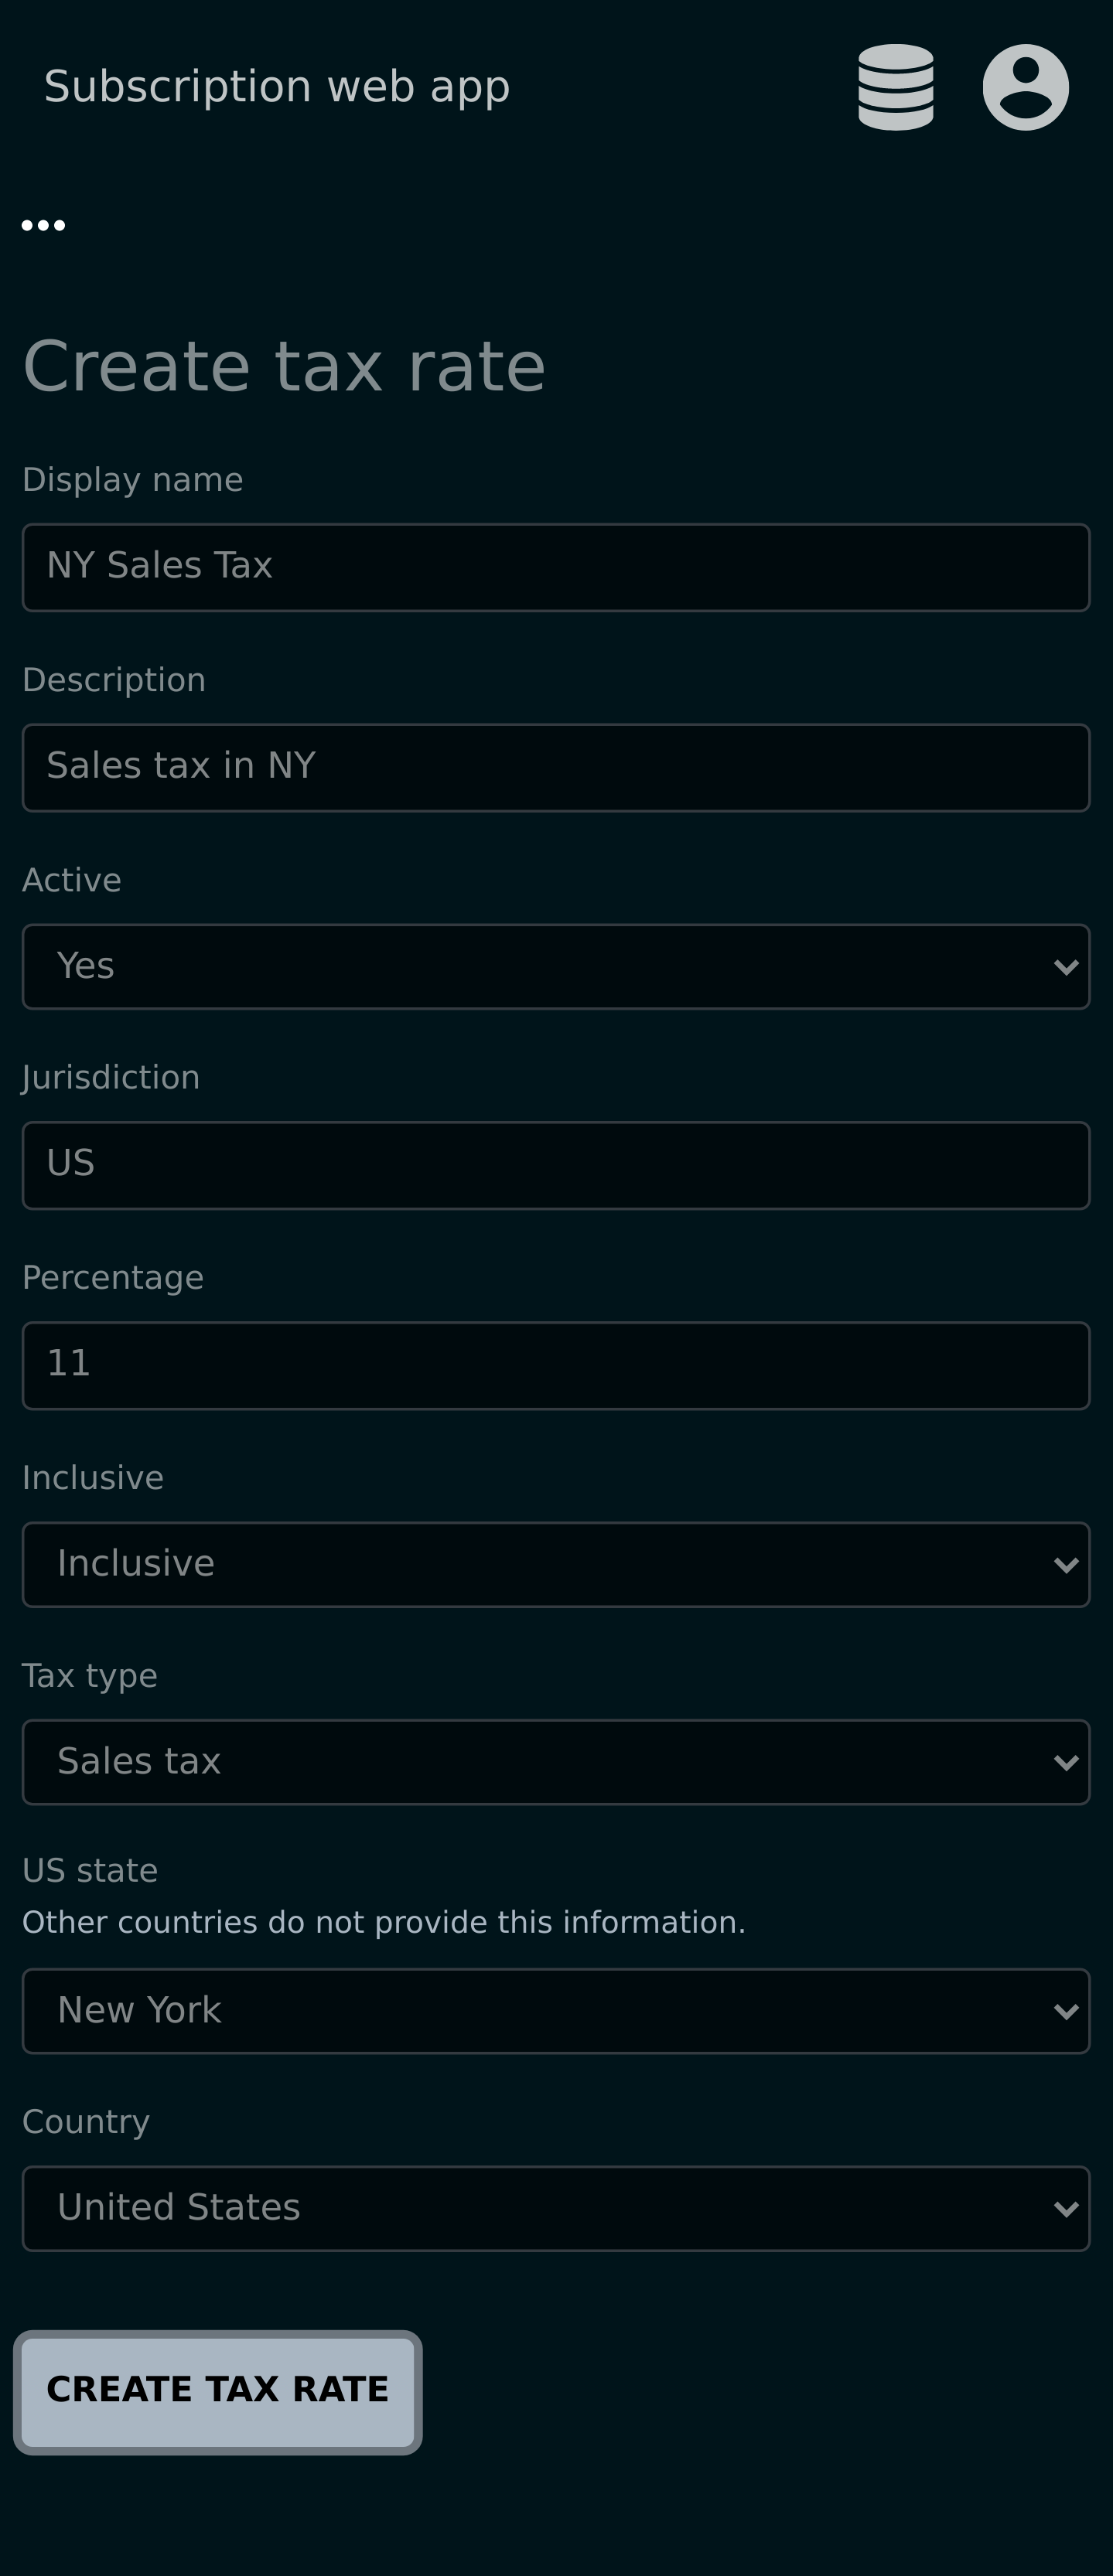 Subscription web app
Create tax rate
Display name
NY Sales Tax
Description
Sales tax in NY
Active
Yes
Jurisdiction
US
Percentage
11
Inclusive
Inclusive
Tax type
Sales tax
US state
Other countries do not provide this information.
New York
Country
United States
CREATE TAX RATE